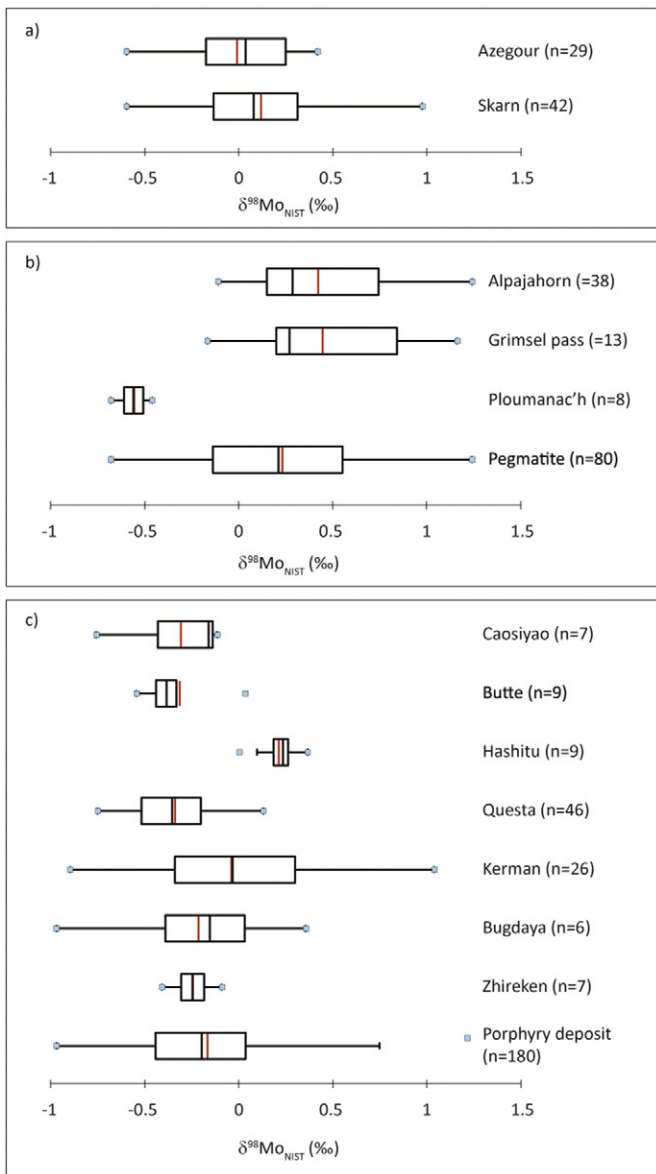 a)
Azegour (n=29)
Skarn (n=42)
-1 -0.5 0 0.5 1 1.5
δ⁹⁸Mo_NIST (‰)
b)
Alpajahorn (=38)
Grimsel pass (=13)
Ploumanac’h (n=8)
Pegmatite (n=80)
-1 -0.5 0 0.5 1 1.5
δ⁹⁸Mo_NIST (‰)
c)
Caosiyao (n=7)
Butte (n=9)
Hashitu (n=9)
Questa (n=46)
Kerman (n=26)
Bugdaya (n=6)
Zhireken (n=7)
Porphyry deposit
(n=180)
-1 -0.5 0 0.5 1 1.5
δ⁹⁸Mo_NIST (‰)